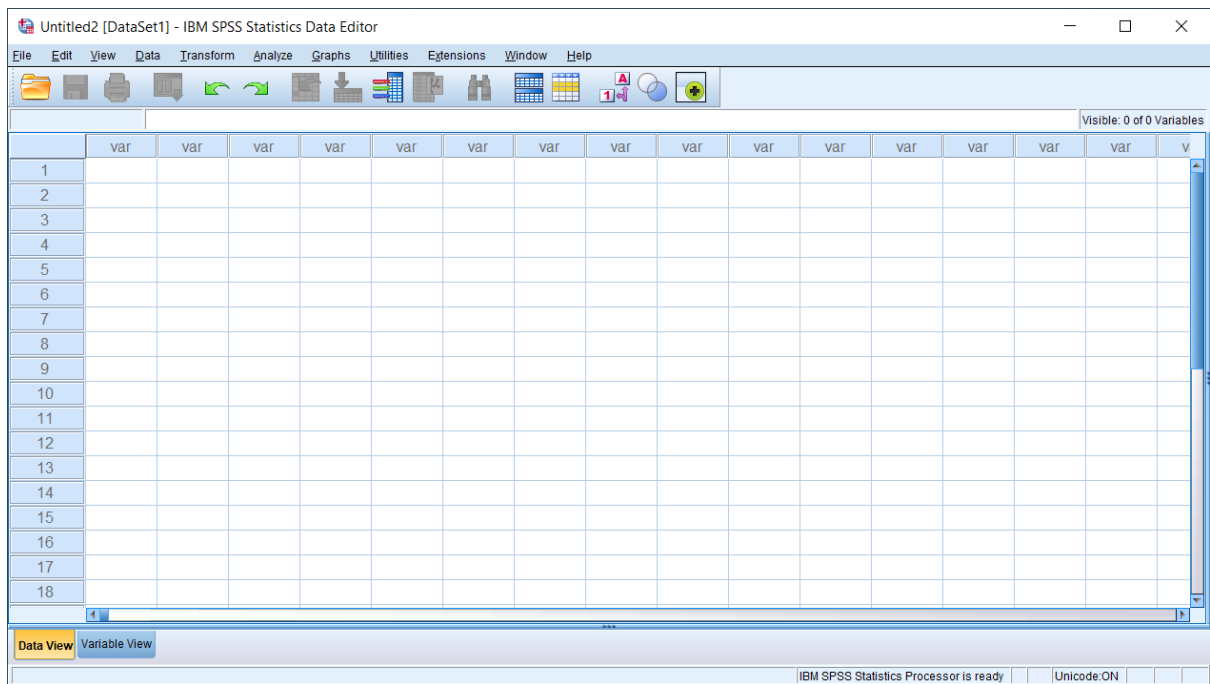 Untitled2 [DataSet1] - IBM SPSS Statistics Data Editor
File Edit View Data Transform Analyze Graphs Utilities Extensions Window Help
A
1 4
μ
Visible: 0 of 0 Variables
var var var var var var var var var var var var var var var v
1
2
3
4
5
6
7
8
9
10
11
12
13
14
15
16
17
18
Data View Variable View
IBM SPSS Statistics Processor is ready Unicode:ON